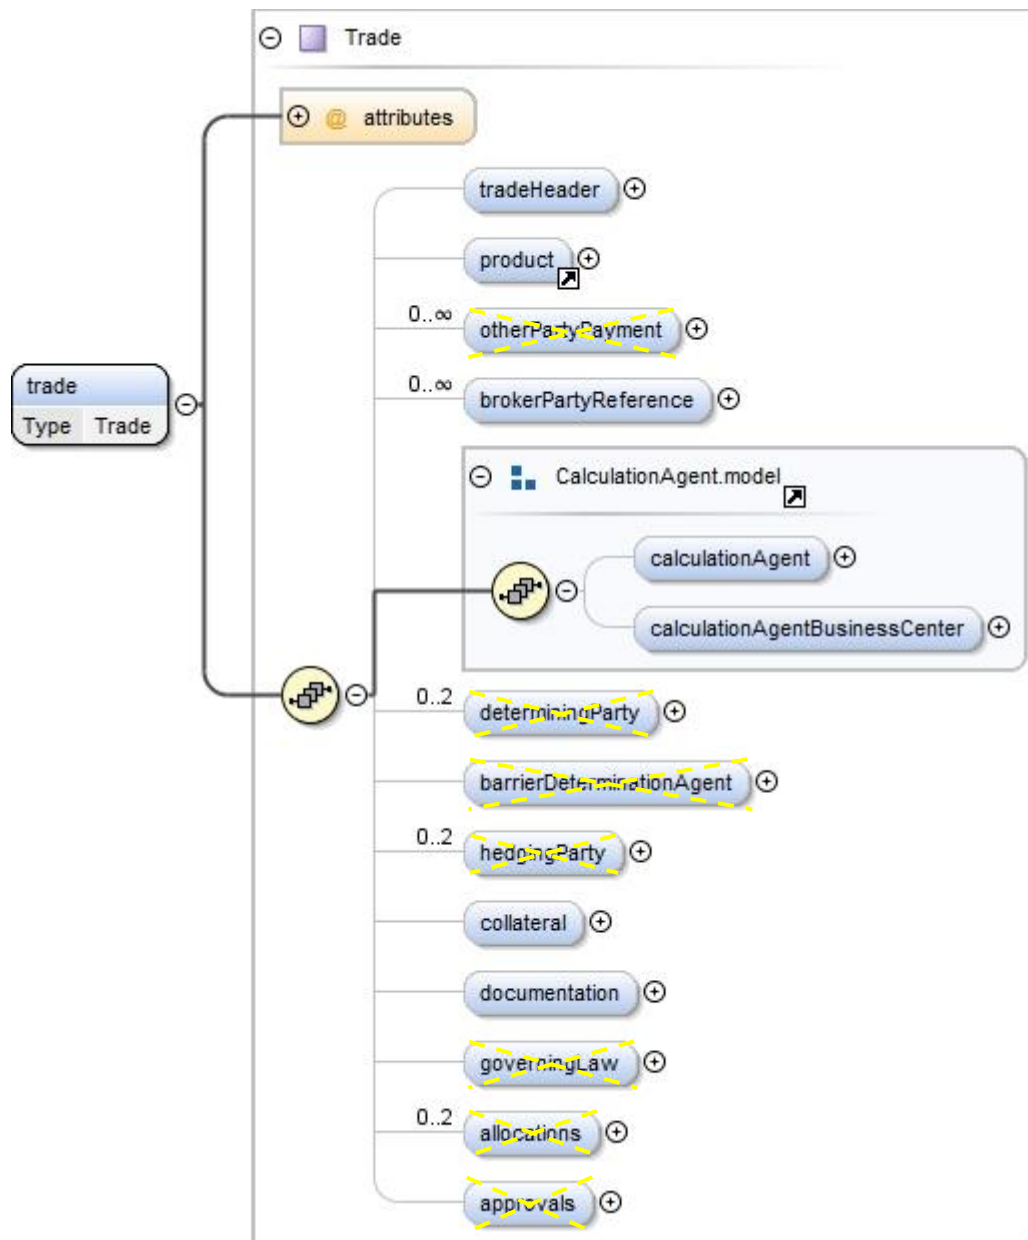 Trade
@ attributes
tradeHeader
product
0..∞
otherPartyPayment
0..∞
brokerPartyReference
trade
Type Trade
CalculationAgent.model
calculationAgent
calculationAgentBusinessCenter
0..2
determiningParty
barrierDeterminationAgent
0..2
hedgingParty
collateral
documentation
governingLaw
0..2
allocations
approvals